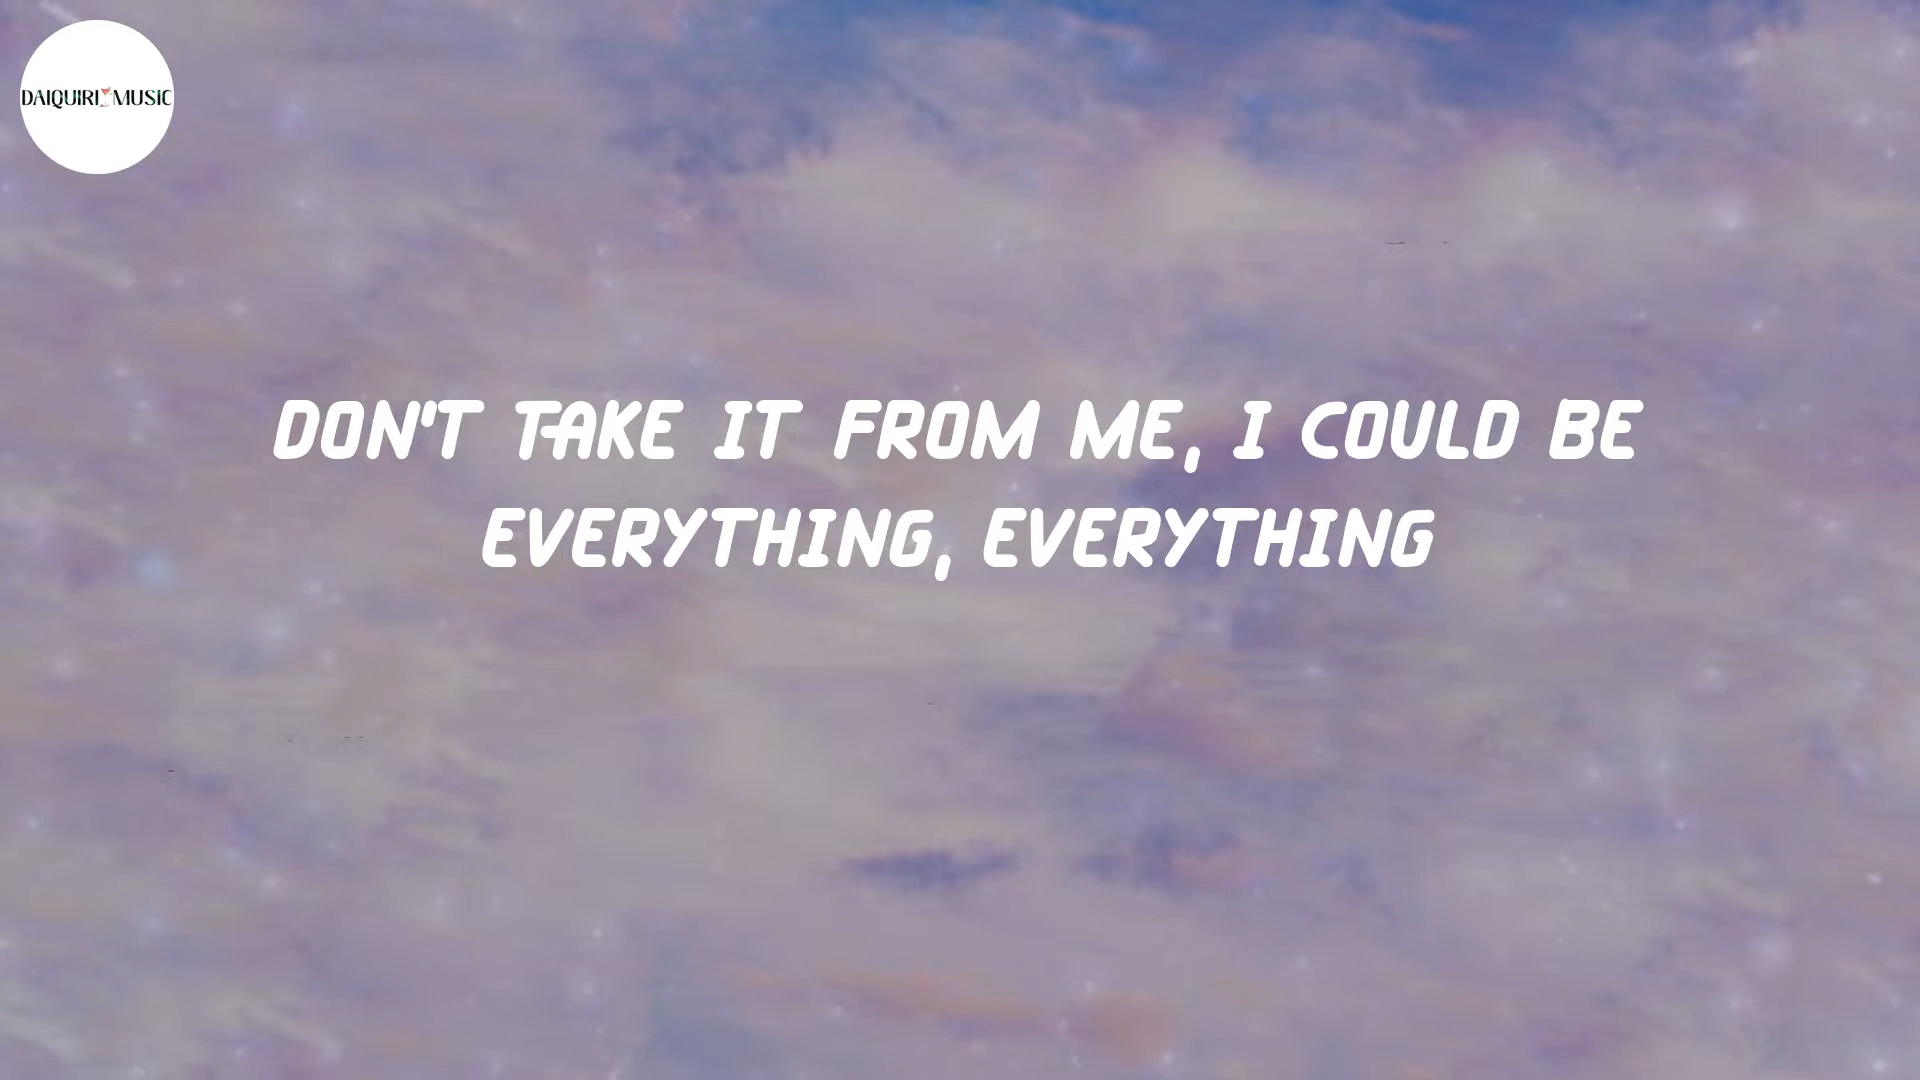 DAIQUIRI MUSIC
DON'T TAKE IT FROM ME, I COULD BE
EVERYTHING, EVERYTHING